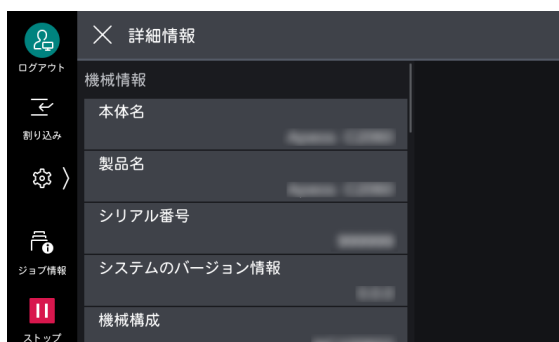 ログアウト
割り込み
ジョブ情報
ストップ
詳細情報
機械情報
本体名
製品名
シリアル番号
システムのバージョン情報
機械構成